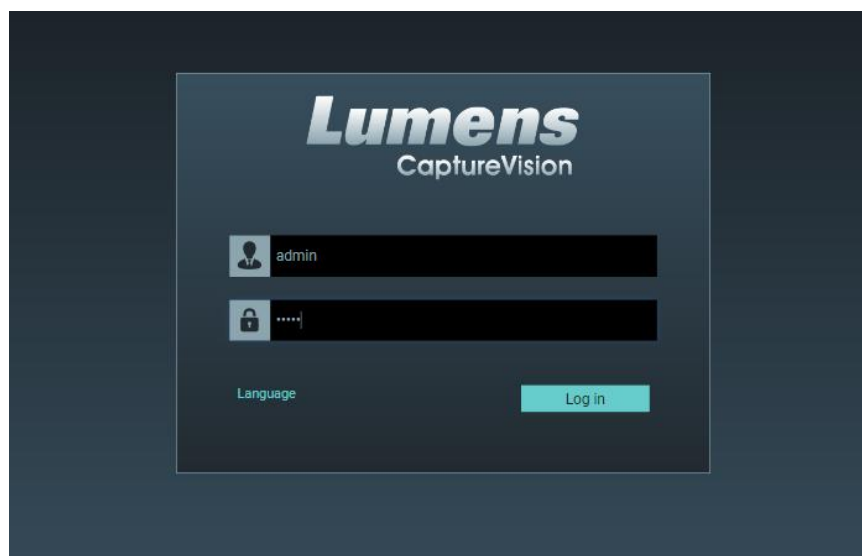 Lumens
CaptureVision
admin
•••••
Language
Log in